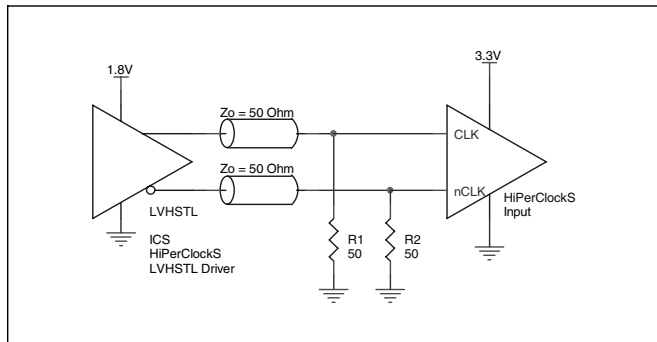 1.8V
3.3V
Zo = 50 Ohm
CLK
Zo = 50 Ohm
nCLK
HiPerClockS
Input
LVHSTL
ICS
HiPerClockS
LVHSTL Driver
R1
50
R2
50